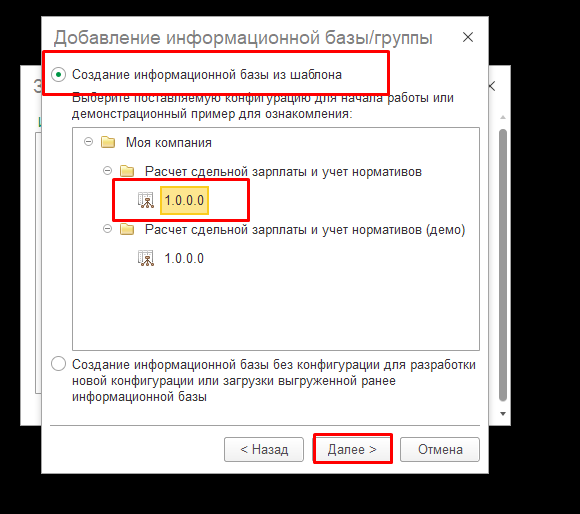 Добавление информационной базы/группы
Создание информационной базы из шаблона
Выберите поставляемую конфигурацию для начала работы или
демонстрационный пример для ознакомления:
Моя компания
Расчет сдельной зарплаты и учет нормативов
1.0.0.0
Расчет сдельной зарплаты и учет нормативов (демо)
1.0.0.0
Создание информационной базы без конфигурации для разработки
новой конфигурации или загрузки выгруженной ранее
информационной базы
< Назад
Далее >
Отмена